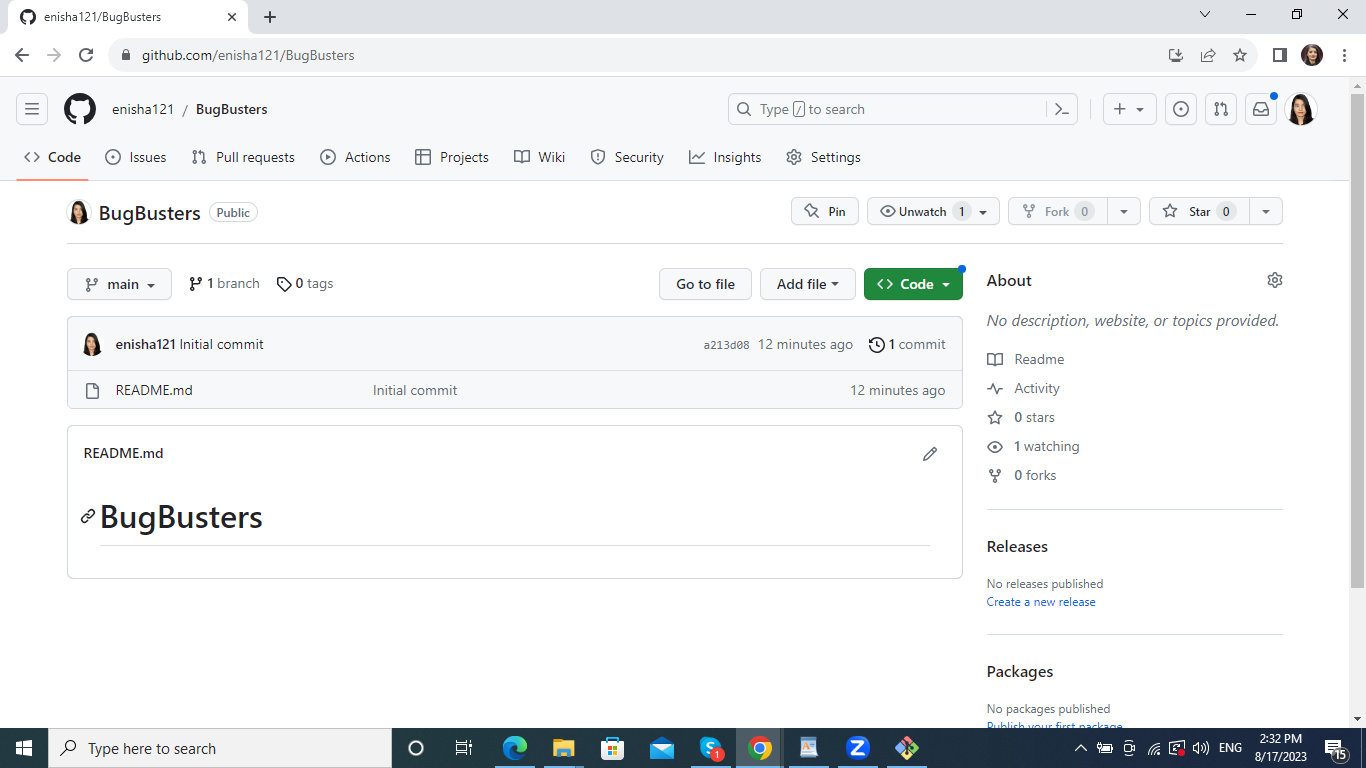 enisha121/BugBusters
github.com/enisha121/BugBusters
enisha121 / BugBusters
Type / to search
Code Issues Pull requests Actions Projects Wiki Security Insights Settings
BugBusters Public
Pin Unwatch 1 Fork 0 Star 0
main 1 branch 0 tags Go to file Add file Code
enisha121 Initial commit a213d08 12 minutes ago 1 commit
README.md Initial commit 12 minutes ago
README.md
BugBusters
About
No description, website, or topics provided.
Readme
Activity
0 stars
1 watching
0 forks
Releases
No releases published
Create a new release
Packages
No packages published
Publish your first package
Type here to search
1
ENG
2:32 PM
8/17/2023
15